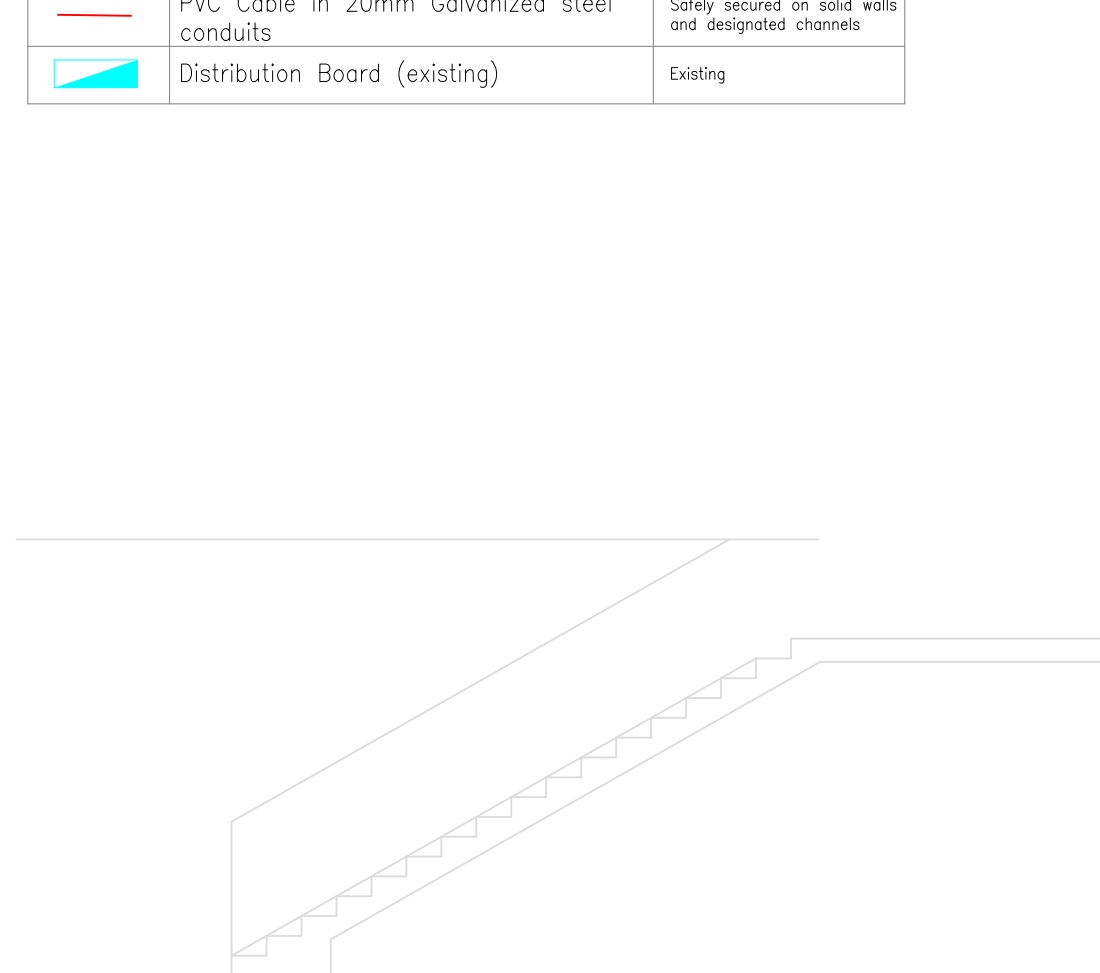 PVC Cable in 20mm Galvanized steel
conduits
Safely secured on solid walls
and designated channels
Distribution Board (existing)
Existing